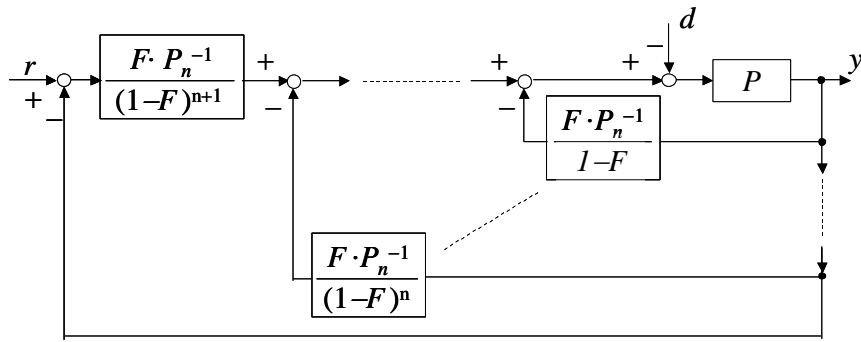 r
+
−
F · Pₙ⁻¹
(1−F)ⁿ⁺¹
+
−
+
−
+
−
d
P
y
F · Pₙ⁻¹
1−F
F · Pₙ⁻¹
(1−F)ⁿ